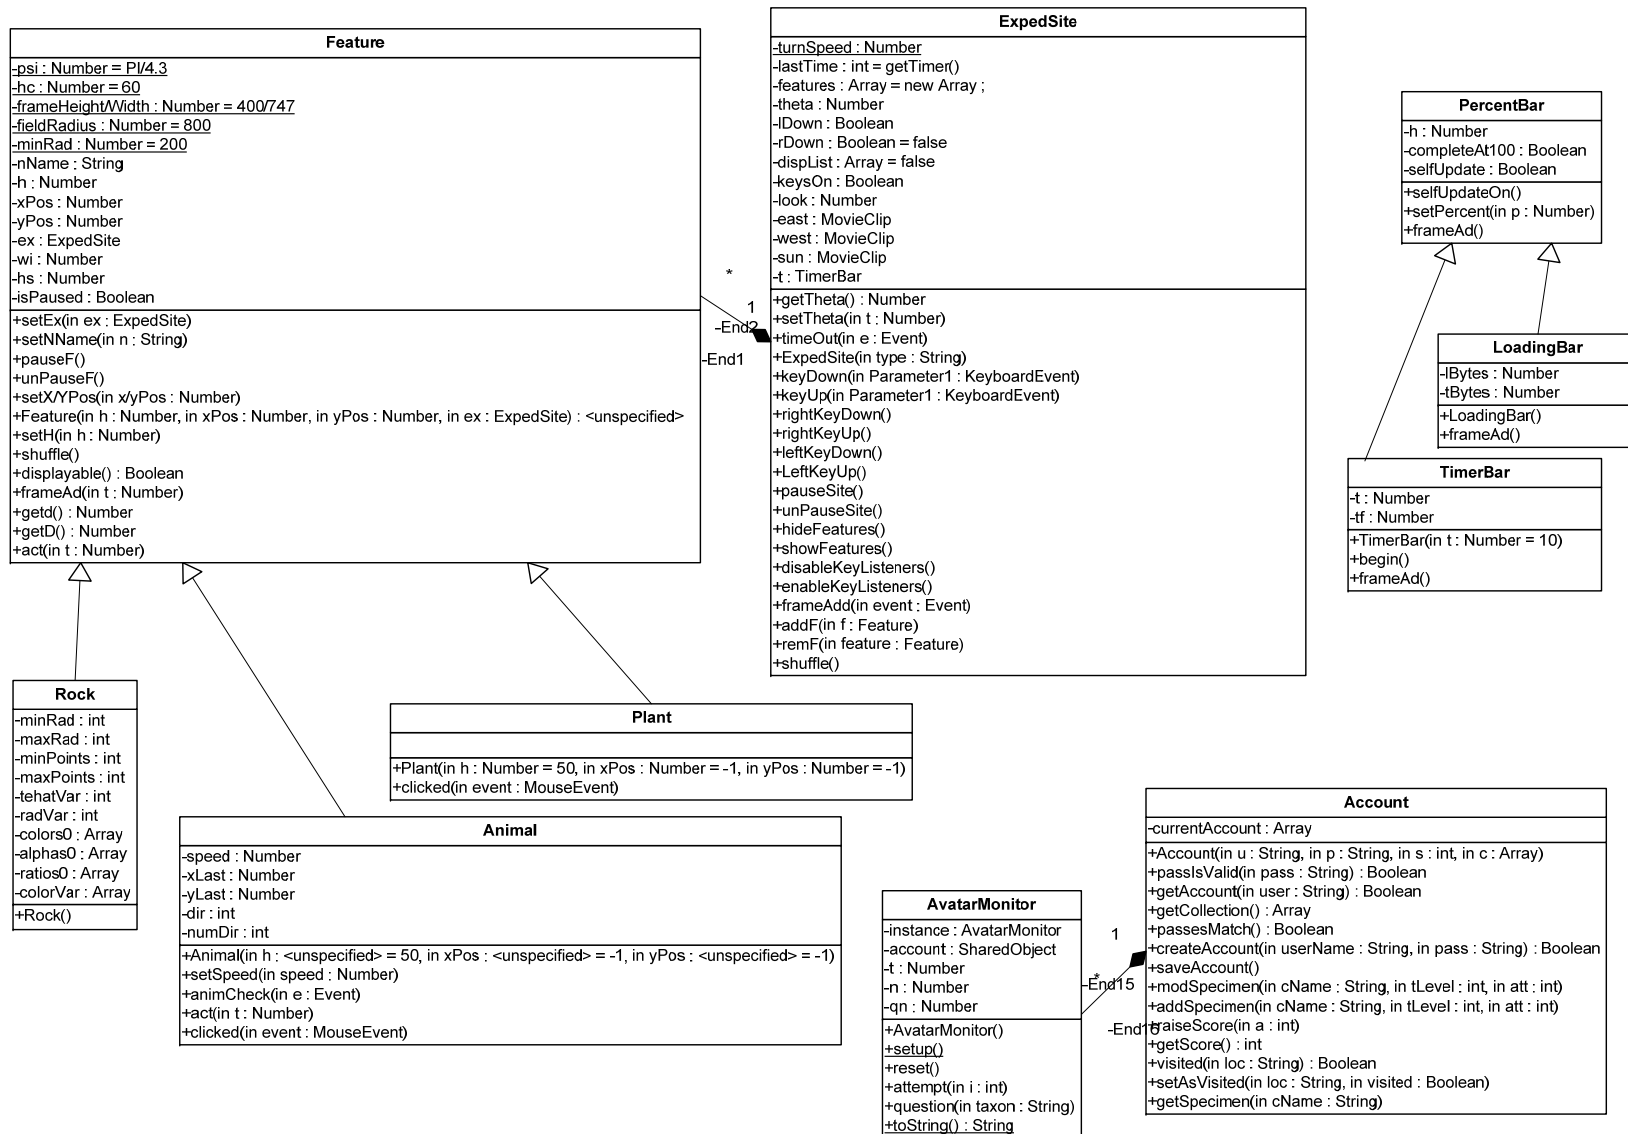 Feature
-psi : Number = PI/4.3
-hc : Number = 60
-frameHeight/Width : Number = 400/747
-fieldRadius : Number = 800
-minRad : Number = 200
-nName : String
-h : Number
-xPos : Number
-yPos : Number
-ex : ExpedSite
-wi : Number
-hs : Number
-isPaused : Boolean
+setEx(in ex : ExpedSite)
+setNName(in n : String)
+pauseF()
+unPauseF()
+setX/YPos(in x/yPos : Number)
+Feature(in h : Number, in xPos : Number, in yPos : Number, in ex : ExpedSite) : <unspecified>
+setH(in h : Number)
+shuffle()
+displayable() : Boolean
+frameAd(in t : Number)
+getd() : Number
+getD() : Number
+act(in t : Number)
*
1
-End2
-End1
ExpedSite
-turnSpeed : Number
-lastTime : int = getTimer()
-features : Array = new Array ;
-theta : Number
-lDown : Boolean
-rDown : Boolean = false
-dispList : Array = false
-keysOn : Boolean
-look : Number
-east : MovieClip
-west : MovieClip
-sun : MovieClip
-t : TimerBar
+getTheta() : Number
+setTheta(in t : Number)
+timeOut(in e : Event)
+ExpedSite(in type : String)
+keyDown(in Parameter1 : KeyboardEvent)
+keyUp(in Parameter1 : KeyboardEvent)
+rightKeyDown()
+rightKeyUp()
+leftKeyDown()
+LeftKeyUp()
+pauseSite()
+unPauseSite()
+hideFeatures()
+showFeatures()
+disableKeyListeners()
+enableKeyListeners()
+frameAdd(in event : Event)
+addF(in f : Feature)
+remF(in feature : Feature)
+shuffle()
PercentBar
-h : Number
-completeAt100 : Boolean
-selfUpdate : Boolean
+selfUpdateOn()
+setPercent(in p : Number)
+frameAd()
LoadingBar
-lBytes : Number
-tBytes : Number
+LoadingBar()
+frameAd()
TimerBar
-t : Number
-tf : Number
+TimerBar(in t : Number = 10)
+begin()
+frameAd()
Rock
-minRad : int
-maxRad : int
-minPoints : int
-maxPoints : int
-tehatVar : int
-radVar : int
-colors0 : Array
-alphas0 : Array
-ratios0 : Array
-colorVar : Array
+Rock()
Plant
+Plant(in h : Number = 50, in xPos : Number = -1, in yPos : Number = -1)
+clicked(in event : MouseEvent)
Animal
-speed : Number
-xLast : Number
-yLast : Number
-dir : int
-numDir : int
+Animal(in h : <unspecified> = 50, in xPos : <unspecified> = -1, in yPos : <unspecified> = -1)
+setSpeed(in speed : Number)
+animCheck(in e : Event)
+act(in t : Number)
+clicked(in event : MouseEvent)
AvatarMonitor
-instance : AvatarMonitor
-account : SharedObject
-t : Number
-n : Number
-qn : Number
+AvatarMonitor()
+setup()
+reset()
+attempt(in i : int)
+question(in taxon : String)
+toString() : String
1
*
-End15
-End16
Account
-currentAccount : Array
+Account(in u : String, in p : String, in s : int, in c : Array)
+passIsValid(in pass : String) : Boolean
+getAccount(in user : String) : Boolean
+getCollection() : Array
+passesMatch() : Boolean
+createAccount(in userName : String, in pass : String) : Boolean
+saveAccount()
+modSpecimen(in cName : String, in tLevel : int, in att : int)
+addSpecimen(in cName : String, in tLevel : int, in att : int)
+raiseScore(in a : int)
+getScore() : int
+visited(in loc : String) : Boolean
+setAsVisited(in loc : String, in visited : Boolean)
+getSpecimen(in cName : String)